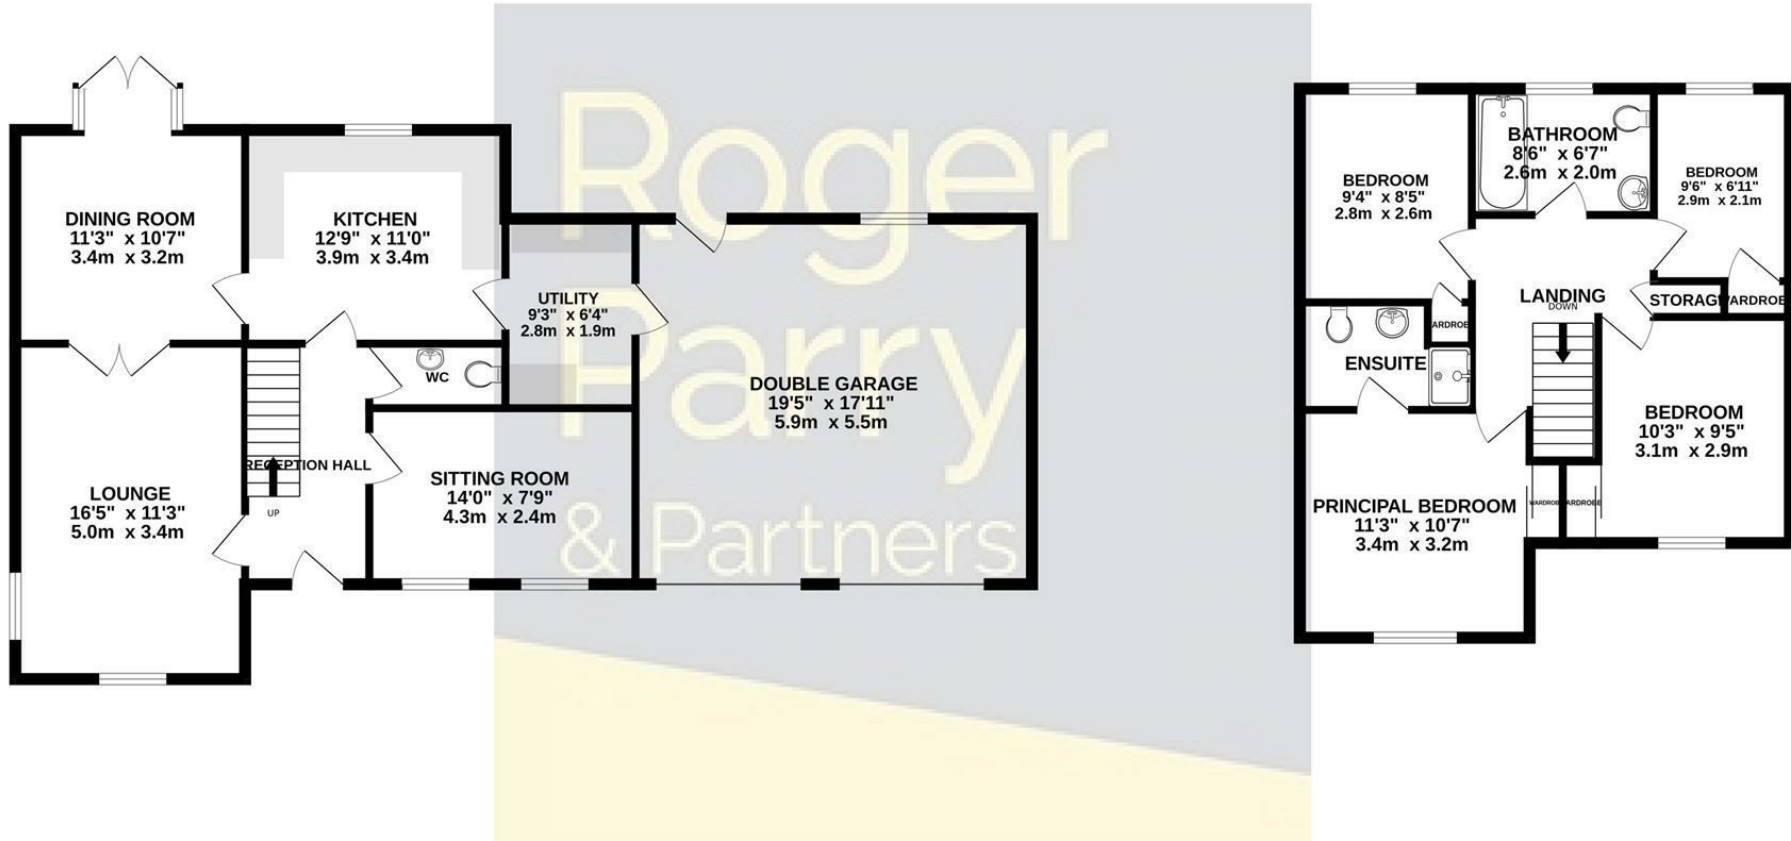 DINING ROOM
11'3" x 10'7"
3.4m x 3.2m
KITCHEN
12'9" x 11'0"
3.9m x 3.4m
UTILITY
9'3" x 6'4"
2.8m x 1.9m
DOUBLE GARAGE
19'5" x 17'11"
5.9m x 5.5m
WC
RECEPTION HALL
UP
LOUNGE
16'5" x 11'3"
5.0m x 3.4m
SITTING ROOM
14'0" x 7'9"
4.3m x 2.4m
Roger
Parry
& Partners
BEDROOM
9'4" x 8'5"
2.8m x 2.6m
BATHROOM
8'6" x 6'7"
2.6m x 2.0m
BEDROOM
9'6" x 6'11"
2.9m x 2.1m
LANDING
DOWN
STORAGE
WARDROBE
ARDROBE
ENSUITE
BEDROOM
10'3" x 9'5"
3.1m x 2.9m
PRINCIPAL BEDROOM
11'3" x 10'7"
3.4m x 3.2m
WARDROBE
WARDROBE